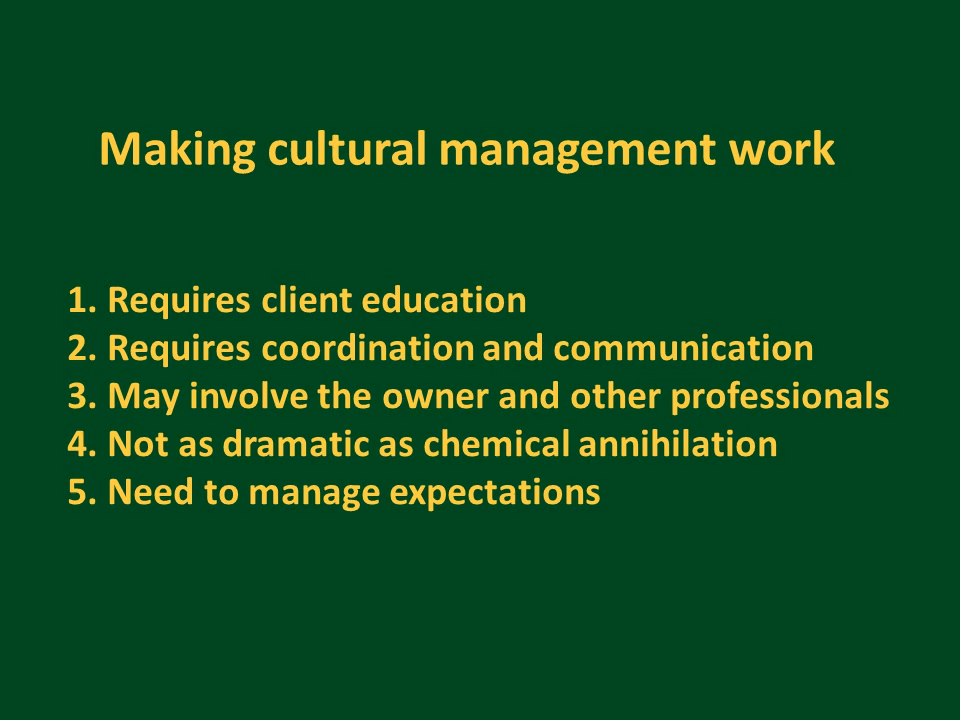 Making cultural management work
1. Requires client education
2. Requires coordination and communication
3. May involve the owner and other professionals
4. Not as dramatic as chemical annihilation
5. Need to manage expectations